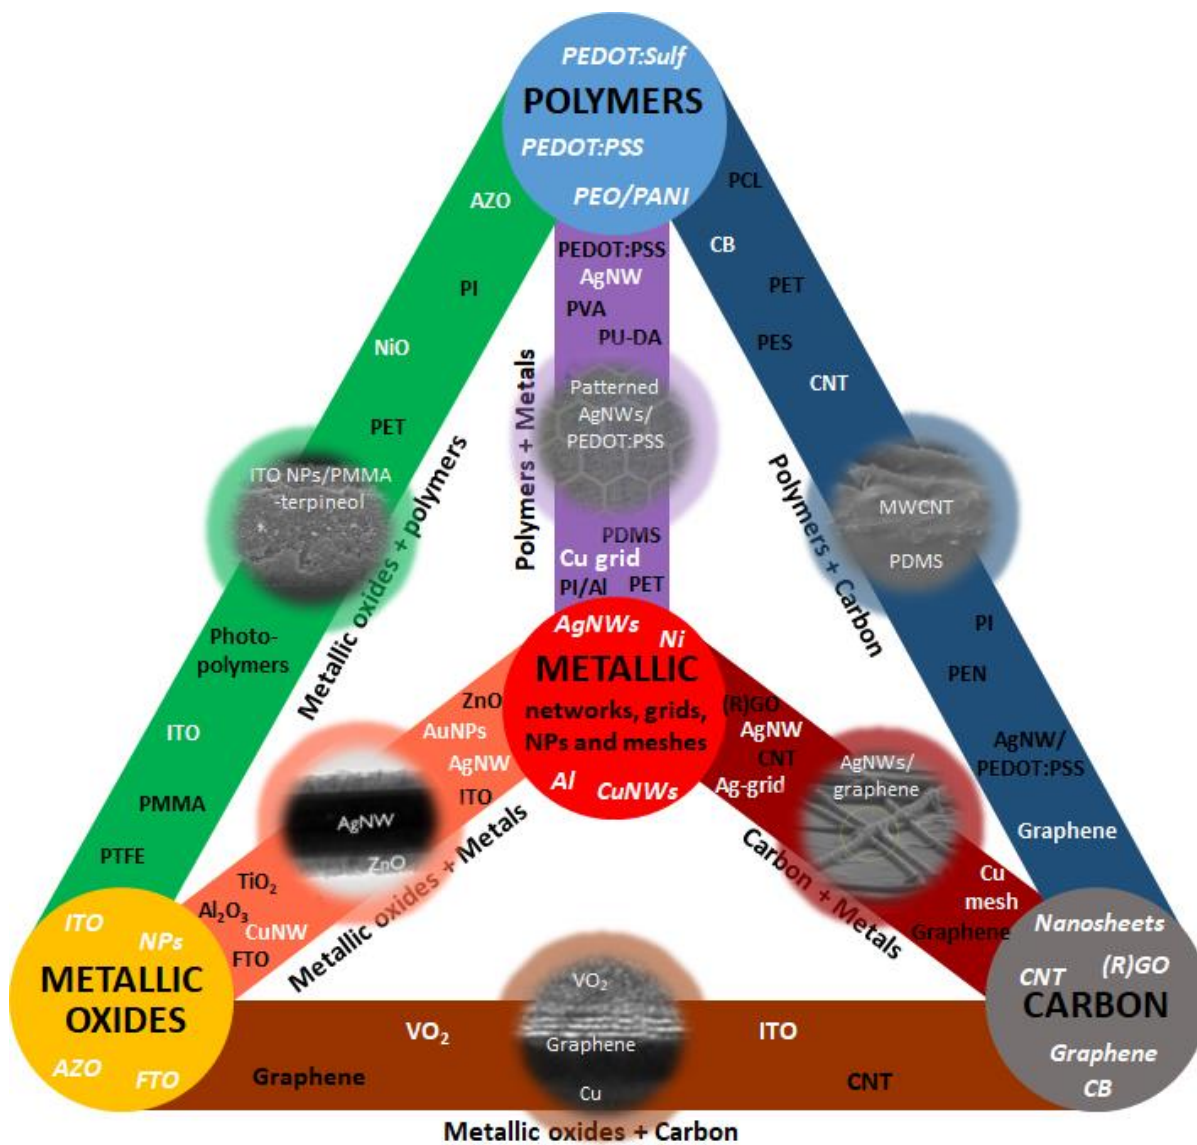 PEDOT:Sulf
POLYMERS
PEDOT:PSS
PEO/PANI
AZO
PI
NiO
PET
ITO NPs/PMMA
-terpineol
Metallic oxides + polymers
Photo-
polymers
ITO
PMMA
PTFE
PEDOT:PSS
AgNW
PVA
PU-DA
Polymers + Metals
Patterned
AgNWs/
PEDOT:PSS
PDMS
Cu grid
PI/Al
PET
PCL
CB
PET
PES
CNT
Polymers + Carbon
MWCNT
PDMS
PI
PEN
AgNW/
PEDOT:PSS
Graphene
AgNWs
Ni
METALLIC
networks, grids,
NPs and meshes
Al
CuNWs
ZnO
AuNPs
AgNW
ITO
AgNW
ZnO
Metallic oxides + Metals
TiO₂
Al₂O₃
CuNW
FTO
(R)GO
AgNW
CNT
Ag-grid
AgNWs/
graphene
Carbon + Metals
Cu
mesh
Graphene
ITO
NPs
METALLIC
OXIDES
AZO
FTO
VO₂
Graphene
VO₂
Graphene
Cu
ITO
CNT
Metallic oxides + Carbon
Nanosheets
CNT
(R)GO
CARBON
Graphene
CB